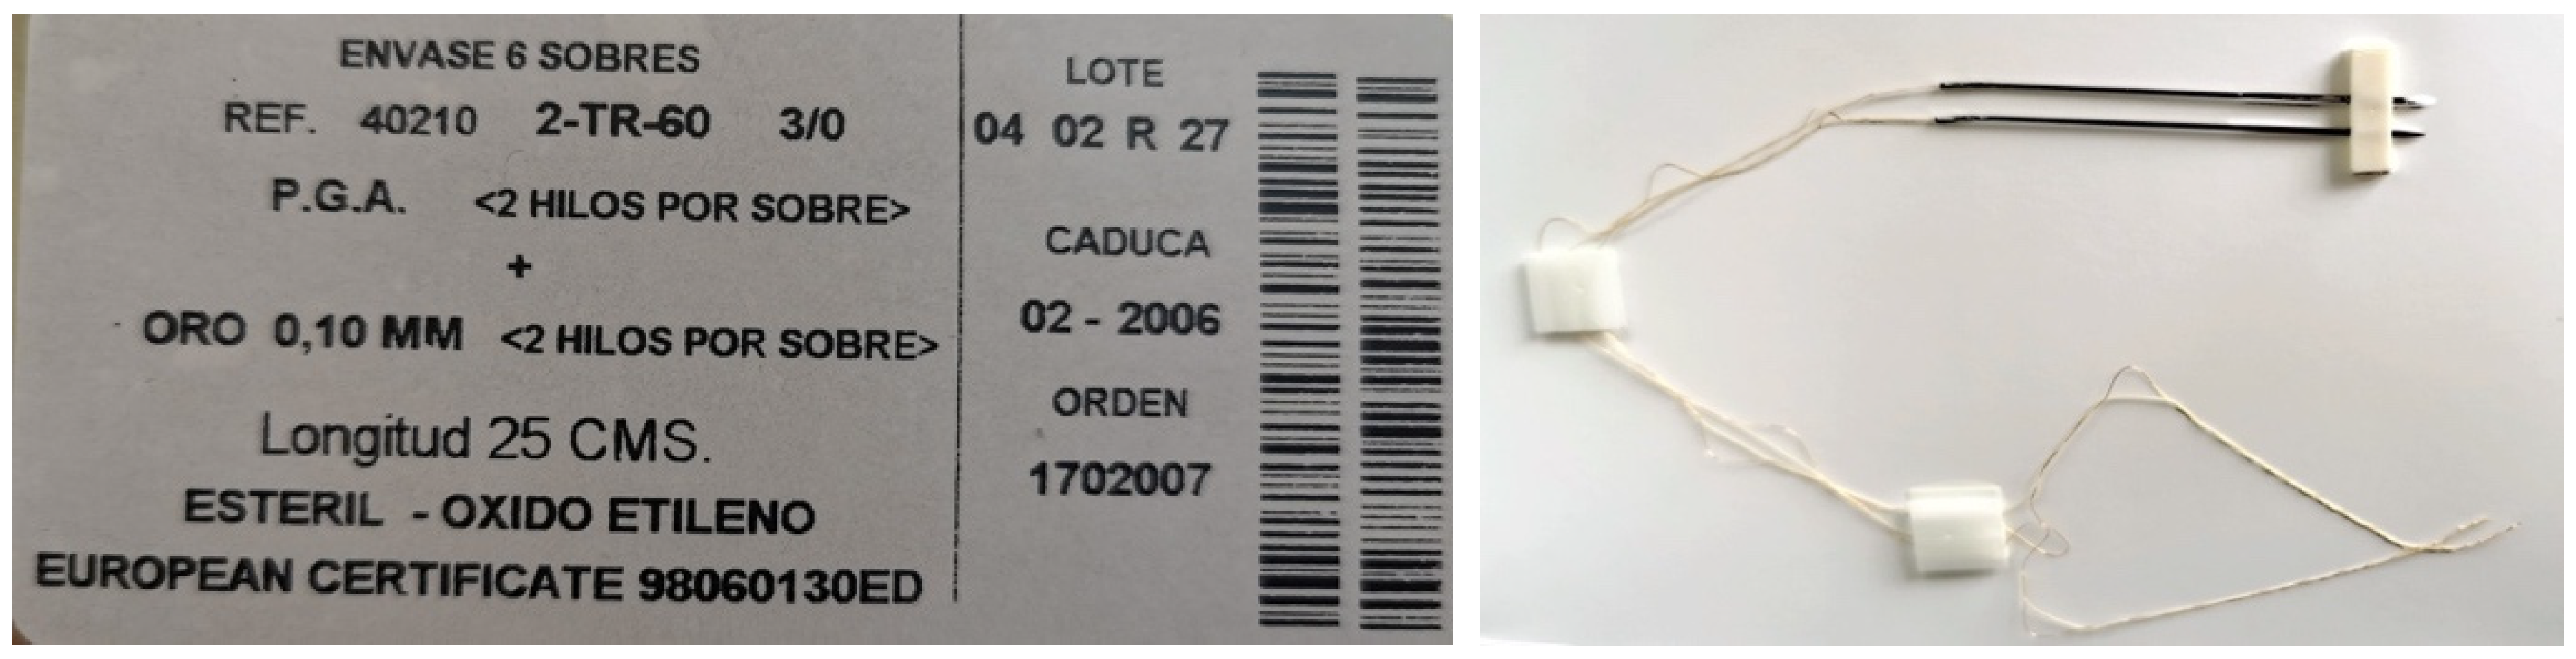 ENVASE 6 SOBRES
REF. 40210 2-TR-60 3/0
P.G.A. <2 HILOS POR SOBRE>
+
ORO 0,10 MM <2 HILOS POR SOBRE>
Longitud 25 CMS.
ESTERIL - OXIDO ETILENO
EUROPEAN CERTIFICATE 98060130ED
LOTE
04 02 R 27
CADUCA
02 - 2006
ORDEN
1702007